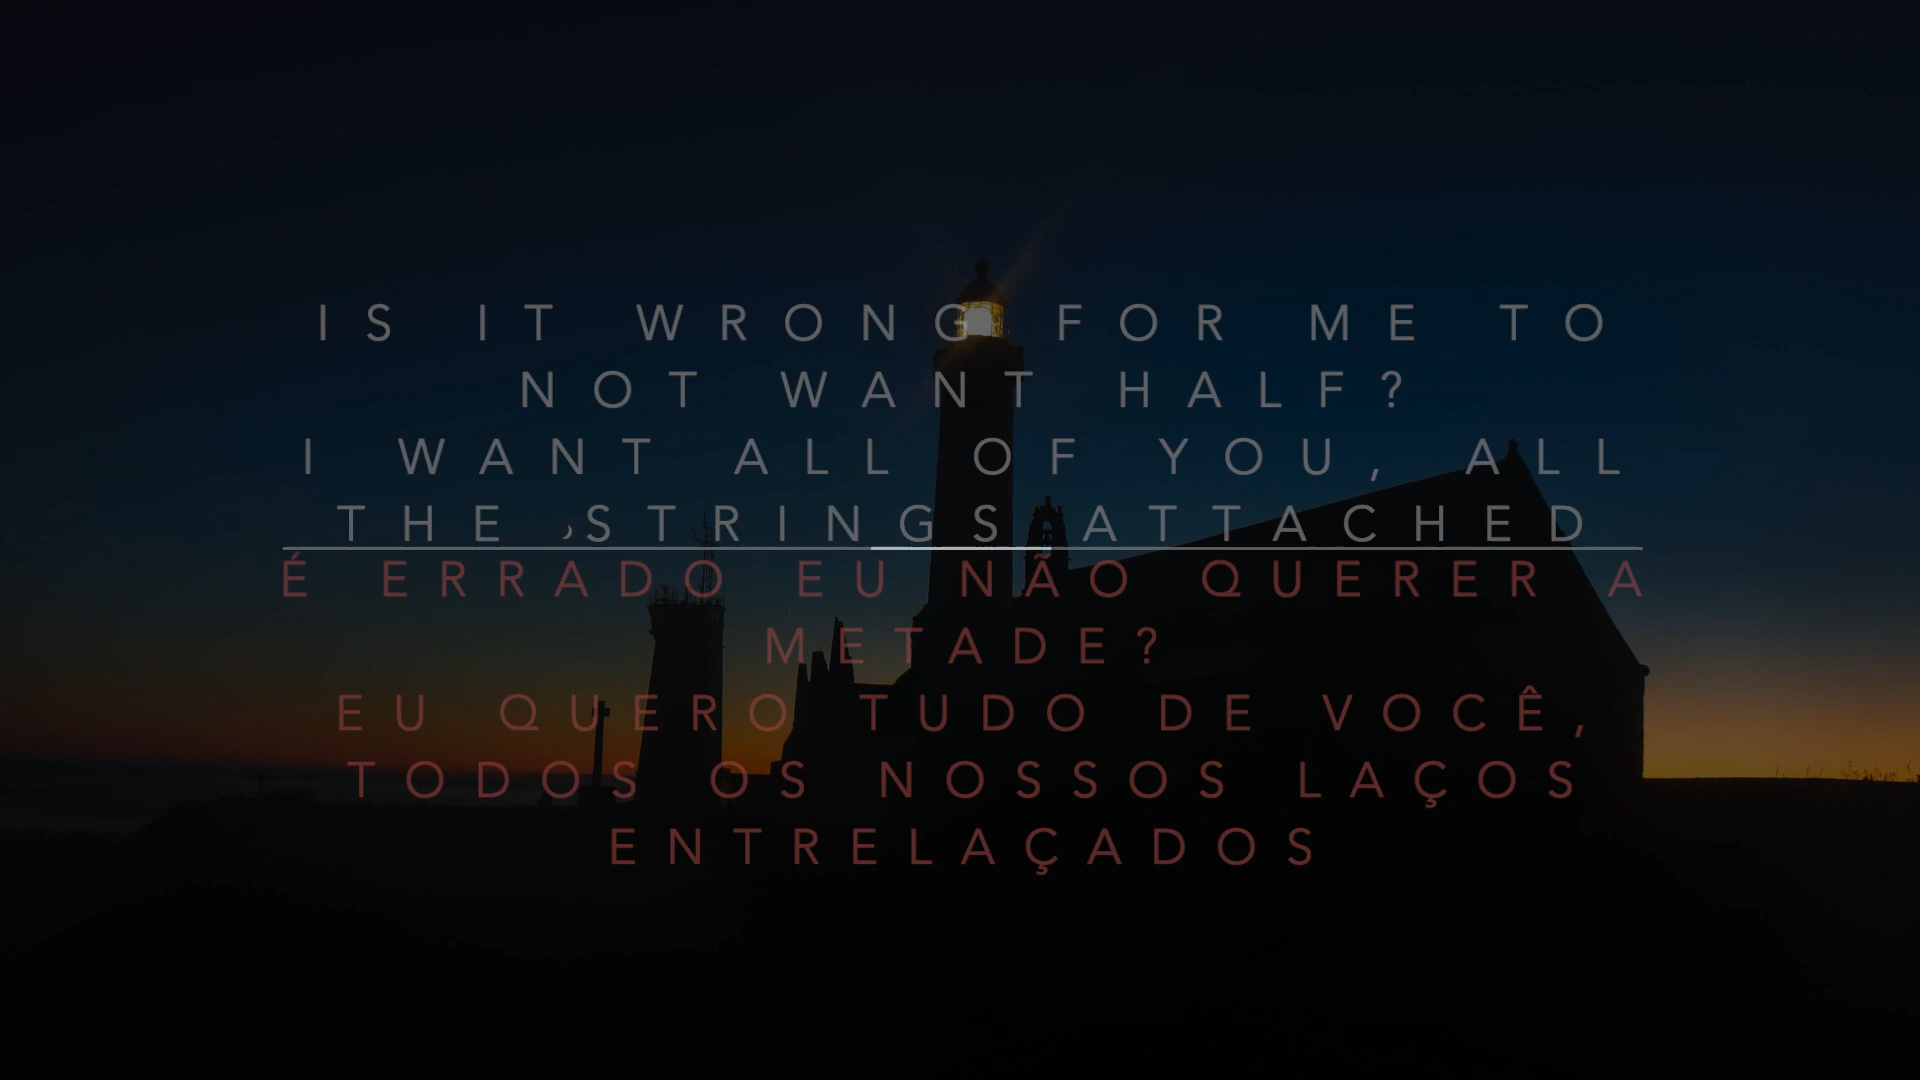 IS IT WRONG FOR ME TO
NOT WANT HALF?
I WANT ALL OF YOU, ALL
THE STRINGS ATTACHED
É ERRADO EU NÃO QUERER A
METADE?
EU QUERO TUDO DE VOCÊ,
TODOS OS NOSSOS LAÇOS
ENTRELAÇADOS